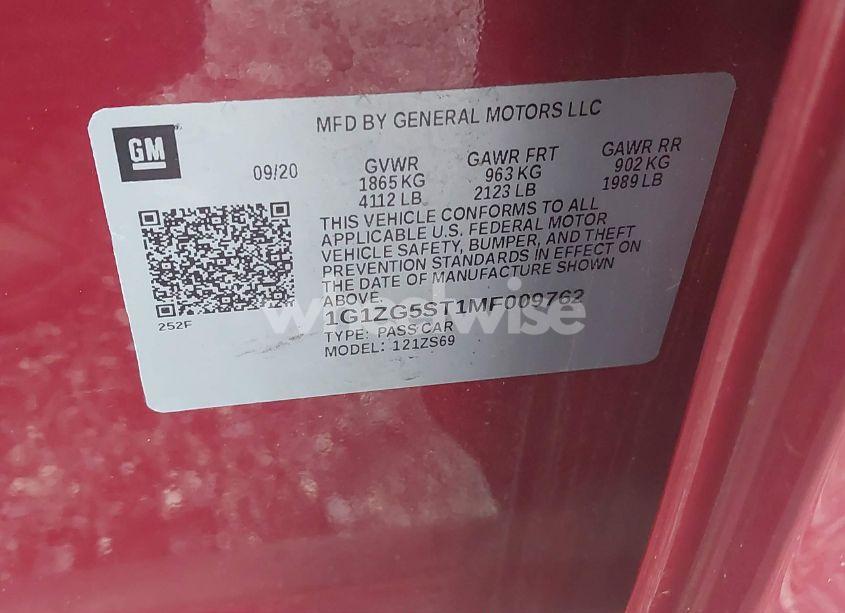 MFD BY GENERAL MOTORS LLC
GM
09/20
GVWR
1865 KG
4112 LB
GAWR FRT
963 KG
2123 LB
GAWR RR
902 KG
1989 LB
THIS VEHICLE CONFORMS TO ALL
APPLICABLE U.S. FEDERAL MOTOR
VEHICLE SAFETY, BUMPER, AND THEFT
PREVENTION STANDARDS IN EFFECT ON
THE DATE OF MANUFACTURE SHOWN
ABOVE
1G1ZG5ST1MF009762
TYPE: PASS CAR
MODEL: 121ZS69
252F
wreckwise